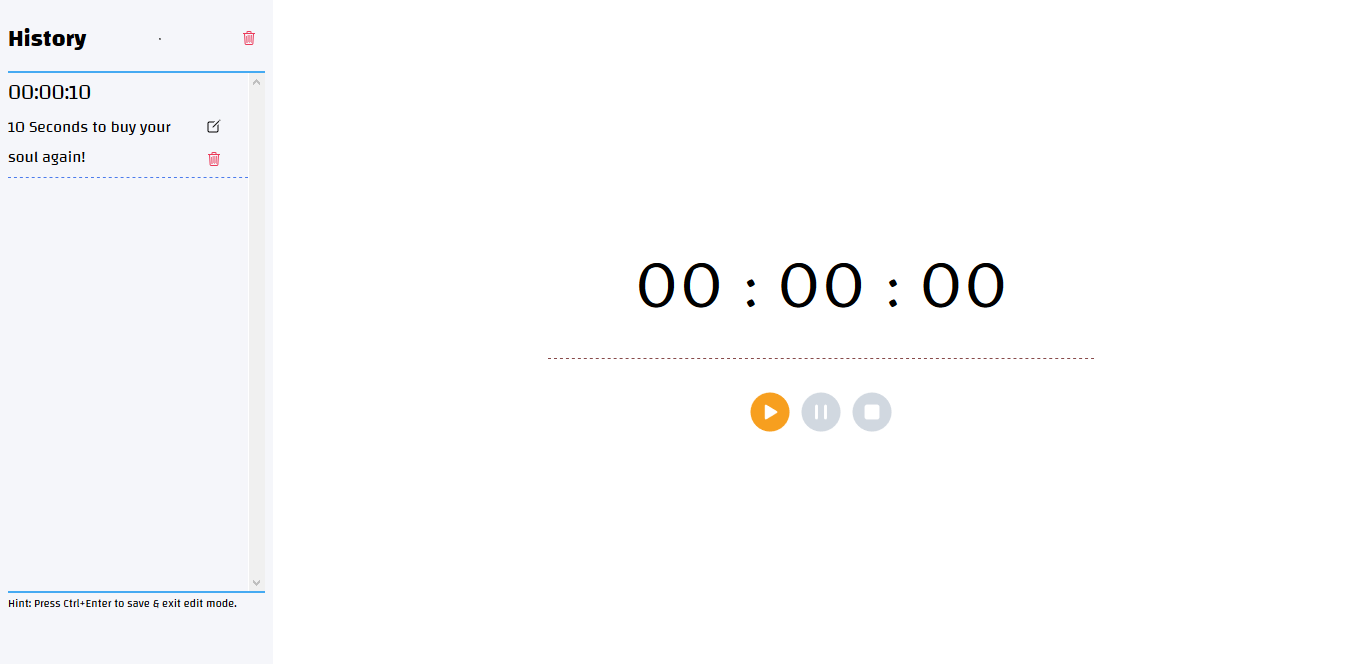 History
00:00:10
10 Seconds to buy your
soul again!
00 : 00 : 00
Hint: Press Ctrl+Enter to save & exit edit mode.